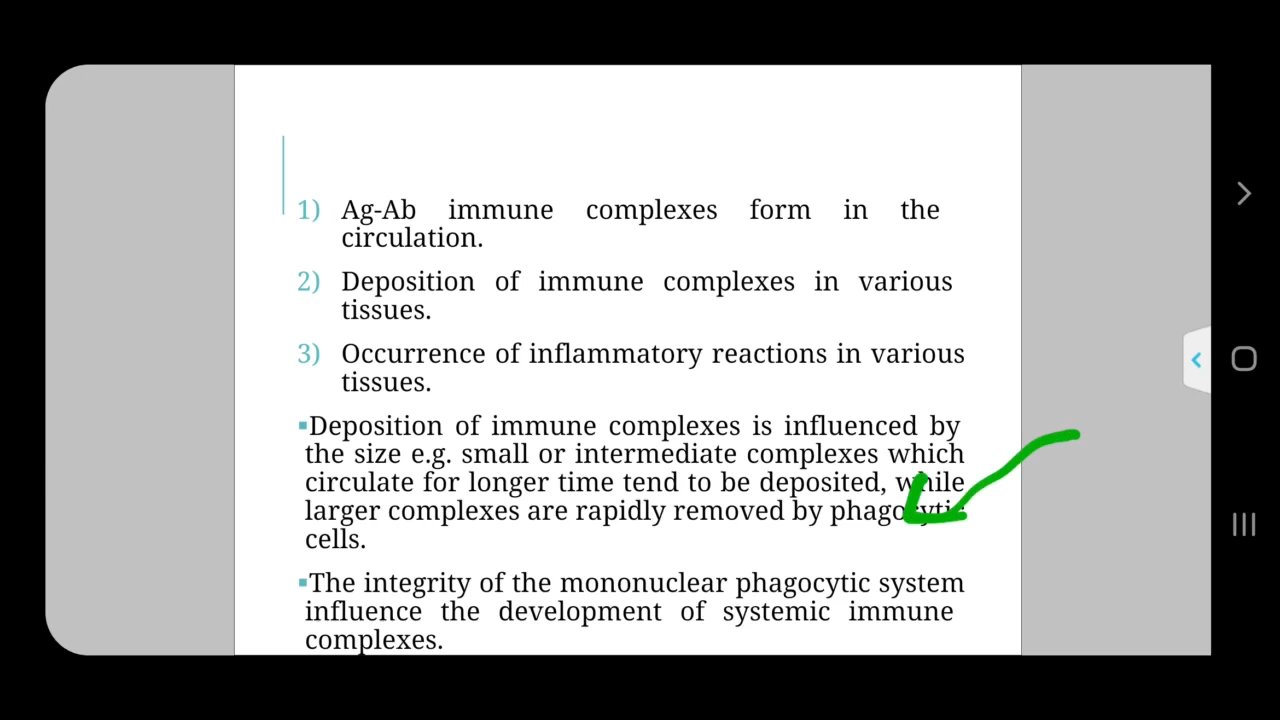 1) Ag-Ab immune complexes form in the
circulation.
2) Deposition of immune complexes in various
tissues.
3) Occurrence of inflammatory reactions in various
tissues.
▪Deposition of immune complexes is influenced by
the size e.g. small or intermediate complexes which
circulate for longer time tend to be deposited, while
larger complexes are rapidly removed by phagocytic
cells.
▪The integrity of the mononuclear phagocytic system
influence the development of systemic immune
complexes.